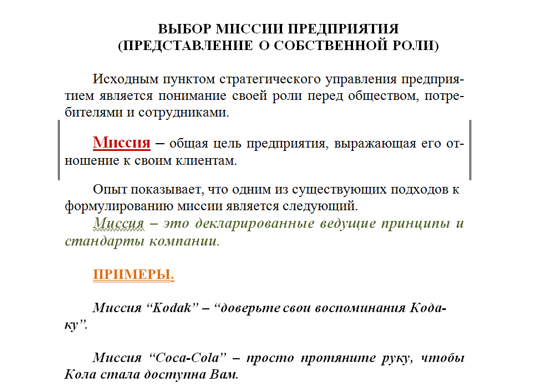 ВЫБОР МИССИИ ПРЕДПРИЯТИЯ
(ПРЕДСТАВЛЕНИЕ О СОБСТВЕННОЙ РОЛИ)
Исходным пунктом стратегического управления предприя-
тием является понимание своей роли перед обществом, потре-
бителями и сотрудниками.
Миссия – общая цель предприятия, выражающая его от-
ношение к своим клиентам.
Опыт показывает, что одним из существующих подходов к
формулированию миссии является следующий.
Миссия – это декларированные ведущие принципы и
стандарты компании.
ПРИМЕРЫ.
Миссия “Kodak” – “доверьте свои воспоминания Кода-
ку”.
Миссия “Coca-Cola” – просто протяните руку, чтобы
Кола стала доступна Вам.